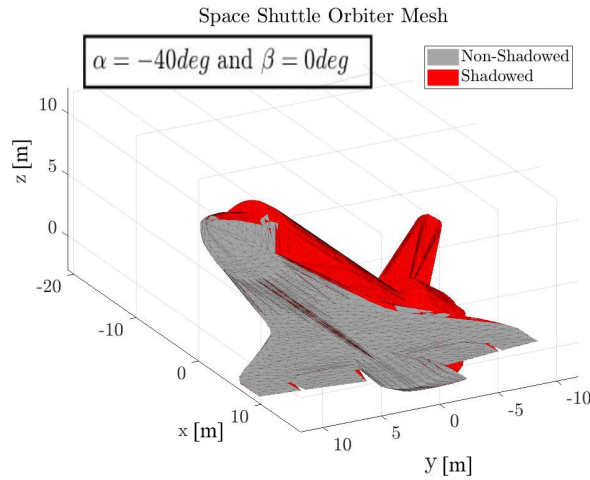 Space Shuttle Orbiter Mesh
α = −40deg and β = 0deg
Non-Shadowed
Shadowed
10
5
0
z [m]
-20
-10
0
10
x [m]
10
5
0
-5
-10
y [m]